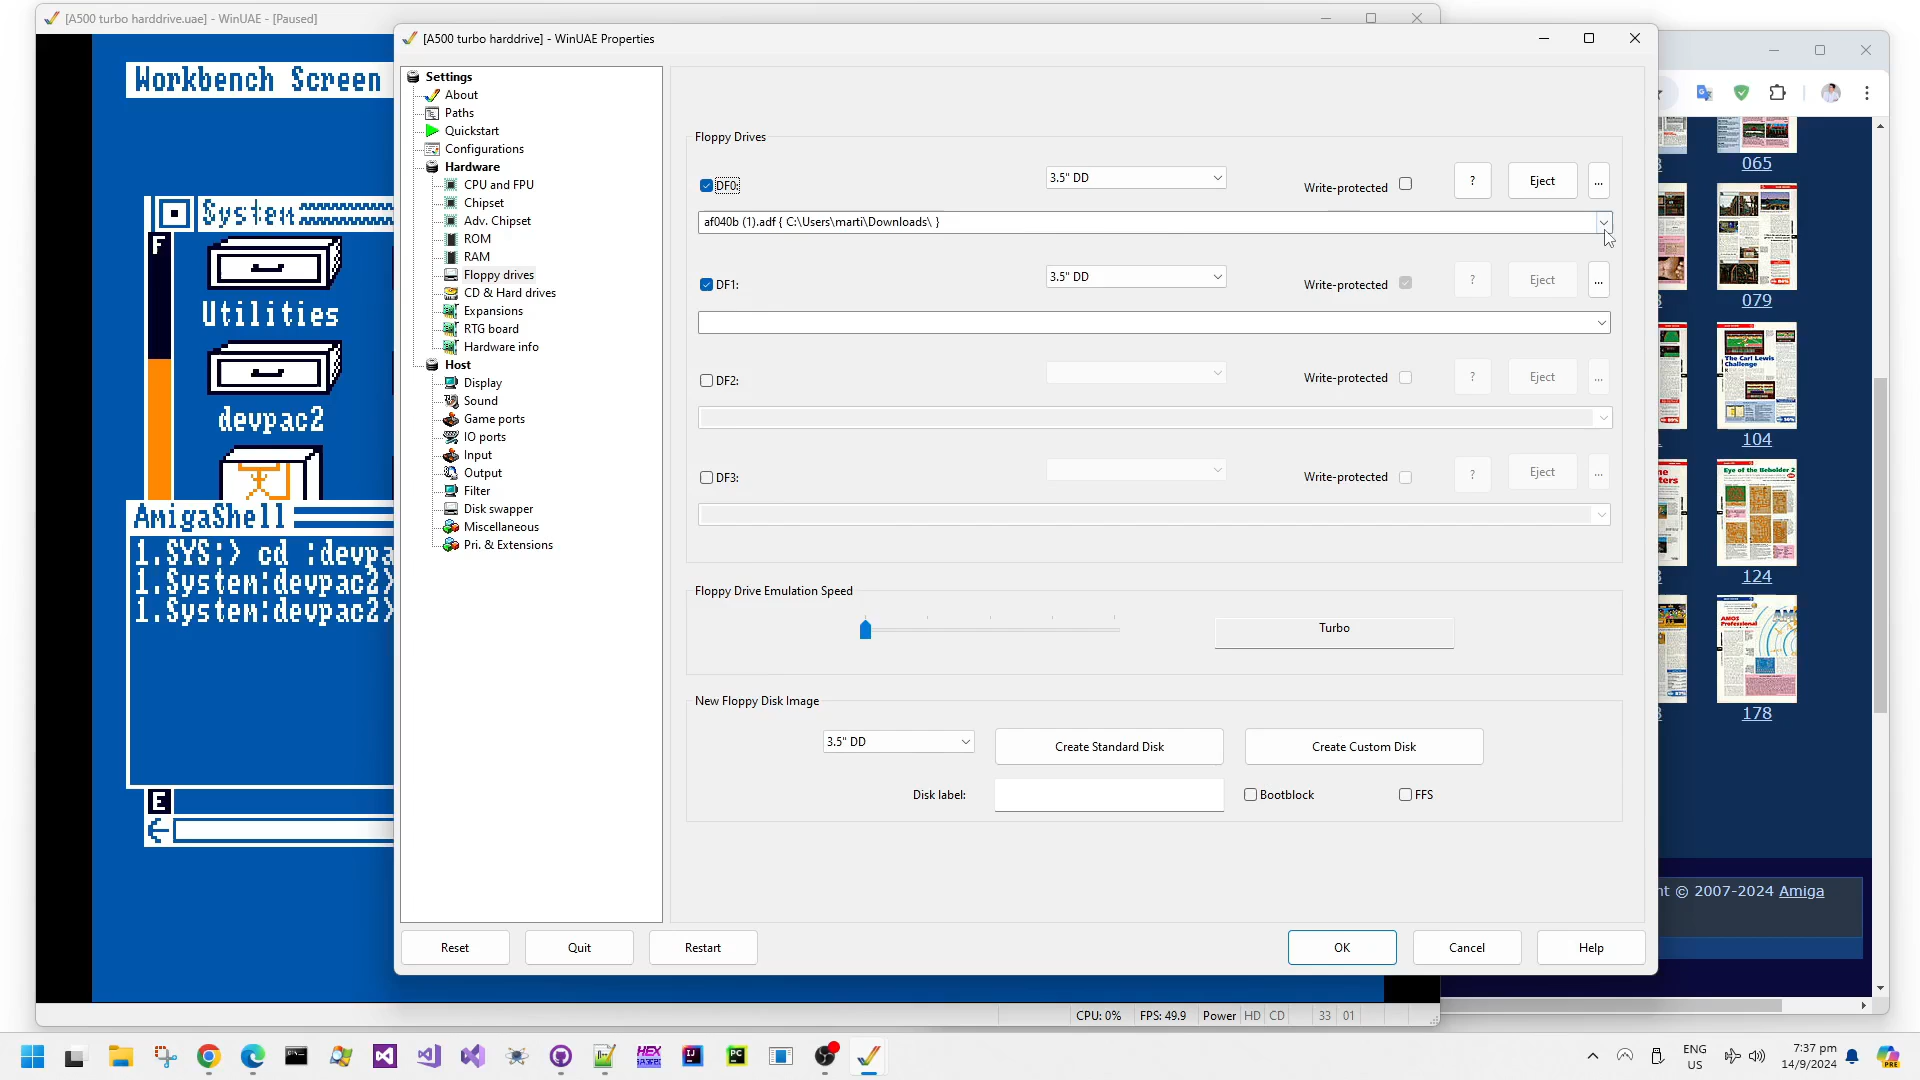 [A500 turbo harddrive.uae] - WinUAE - [Paused]
[A500 turbo harddrive] - WinUAE Properties
Workbench Screen
System
Utilities
devpac2
AmigaShell
1.SYS:> cd :devpa
1.System:devpac2>
1.System:devpac2>
Settings
About
Paths
Quickstart
Configurations
Hardware
CPU and FPU
Chipset
Adv. Chipset
ROM
RAM
Floppy drives
CD & Hard drives
Expansions
RTG board
Hardware info
Host
Display
Sound
Game ports
IO ports
Input
Output
Filter
Disk swapper
Miscellaneous
Pri. & Extensions
Floppy Drives
DF0:
3.5" DD
Write-protected
?
Eject
...
af040b (1).adf { C:\Users\marti\Downloads\ }
DF1:
3.5" DD
Write-protected
?
Eject
...
DF2:
Write-protected
?
Eject
...
DF3:
Write-protected
?
Eject
...
Floppy Drive Emulation Speed
Turbo
New Floppy Disk Image
3.5" DD
Create Standard Disk
Create Custom Disk
Disk label:
Bootblock
FFS
Reset
Quit
Restart
OK
Cancel
Help
065
079
The Carl Lewis
Challenge
104
Eye of the Beholder 2
124
AMOS
Professional
178
© 2007-2024 Amiga
CPU: 0%
FPS: 49.9
Power
HD
CD
33
01
ENG
US
7:37 pm
14/9/2024